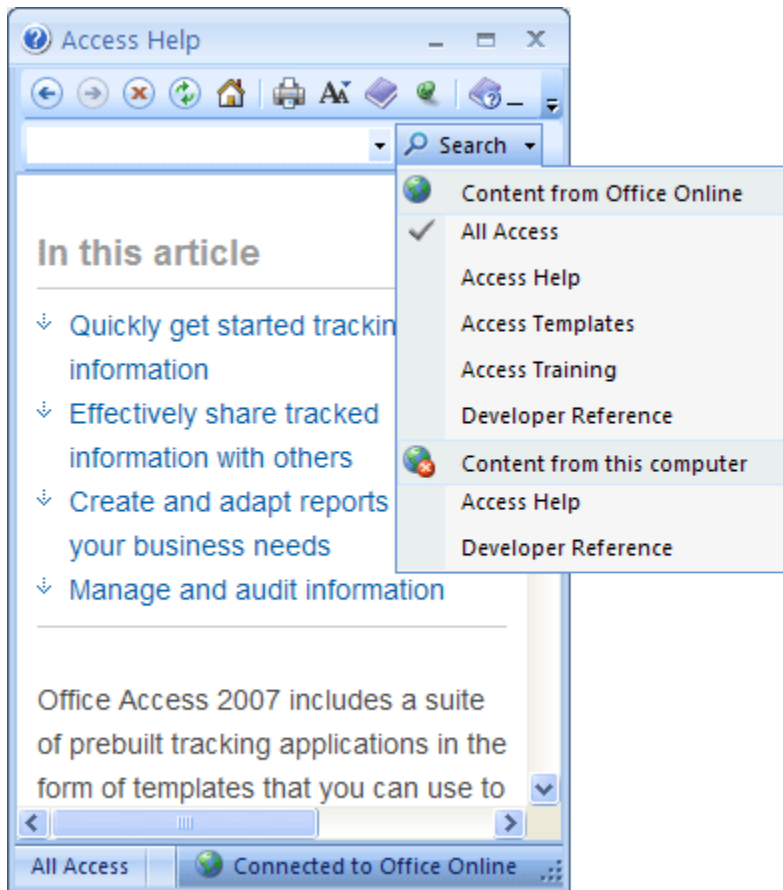 Access Help
Search
Content from Office Online
All Access
Access Help
Access Templates
Access Training
Developer Reference
Content from this computer
Access Help
Developer Reference
In this article
Quickly get started
information
Effectively share tracked
information with others
Create and adapt reports
your business needs
Manage and audit information
Office Access 2007 includes a suite
of prebuilt tracking applications in the
form of templates that you can use to
All Access
Connected to Office Online